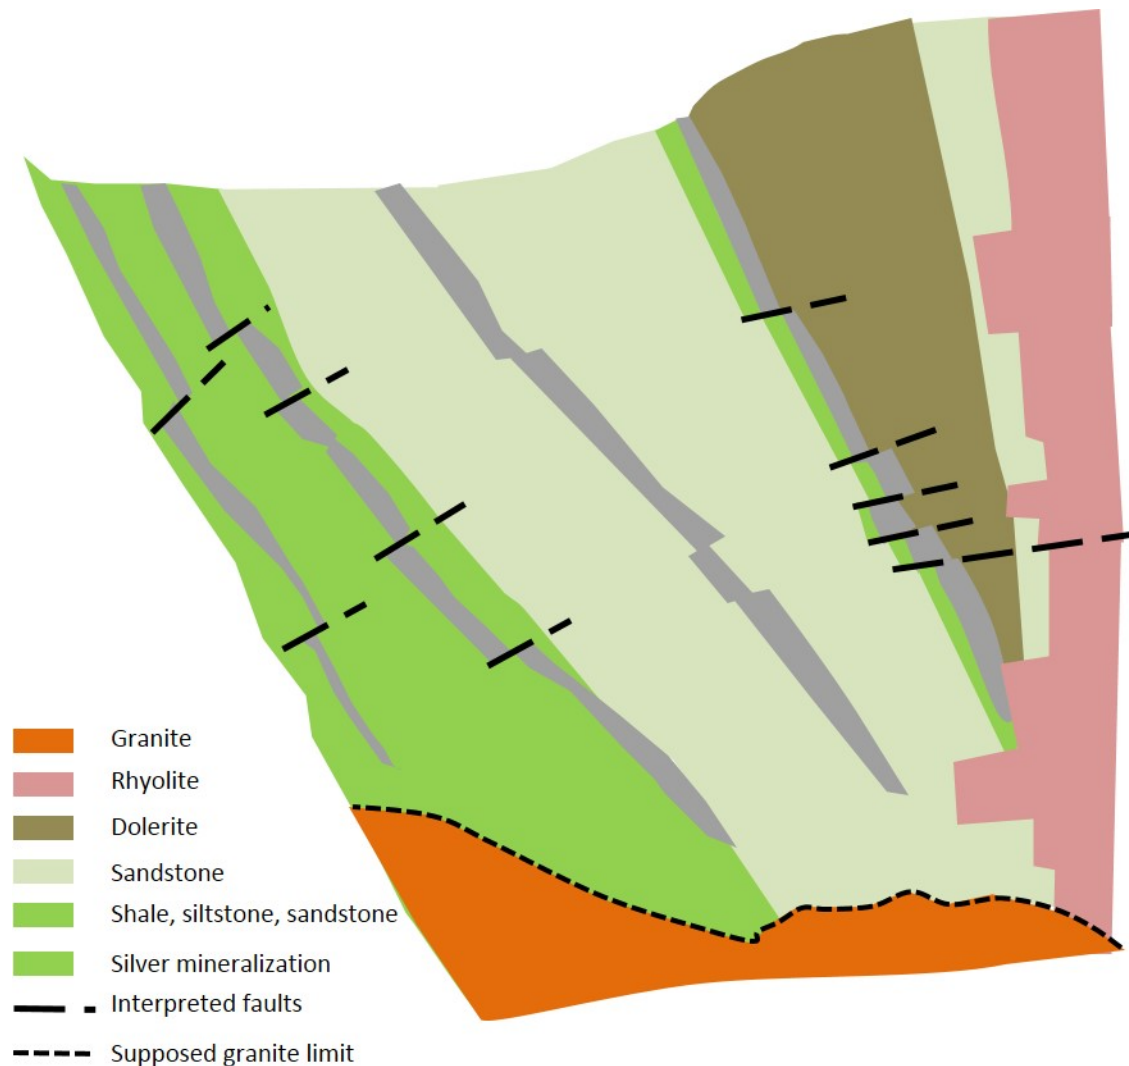 Granite
Rhyolite
Dolerite
Sandstone
Shale, siltstone, sandstone
Silver mineralization
Interpreted faults
Supposed granite limit